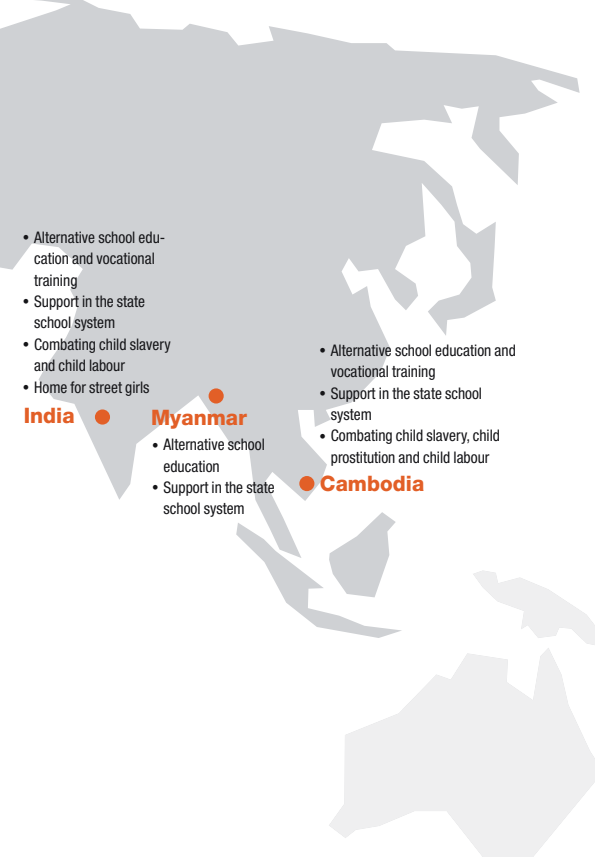 • Alternative school edu-
cation and vocational
training
• Support in the state
school system
• Combating child slavery
and child labour
• Home for street girls
India
Myanmar
• Alternative school
education
• Support in the state
school system
• Alternative school education and
vocational training
• Support in the state school
system
• Combating child slavery, child
prostitution and child labour
Cambodia